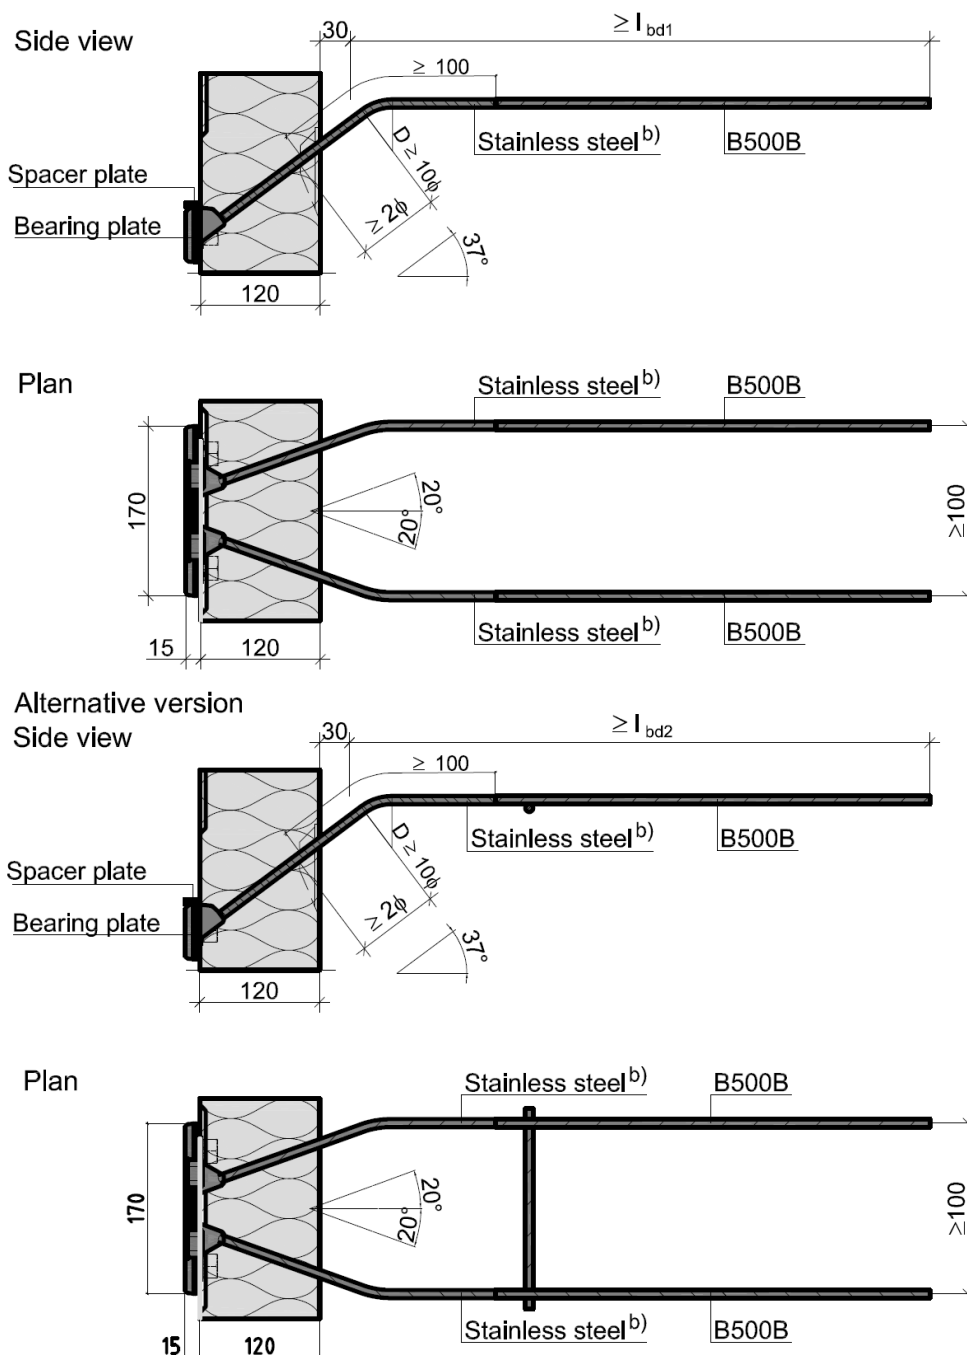 Side view
30
≥ l bd1
≥ 100
Stainless steel b)
B500B
D ≥ 10ϕ
≥ 2ϕ
37°
Spacer plate
Bearing plate
120
Plan
Stainless steel b)
B500B
170
20°
20°
≥100
Stainless steel b)
B500B
15
120
Alternative version
Side view
30
≥ l bd2
≥ 100
Stainless steel b)
B500B
D ≥ 10ϕ
≥ 2ϕ
37°
Spacer plate
Bearing plate
120
Plan
Stainless steel b)
B500B
170
20°
20°
≥100
Stainless steel b)
B500B
15
120